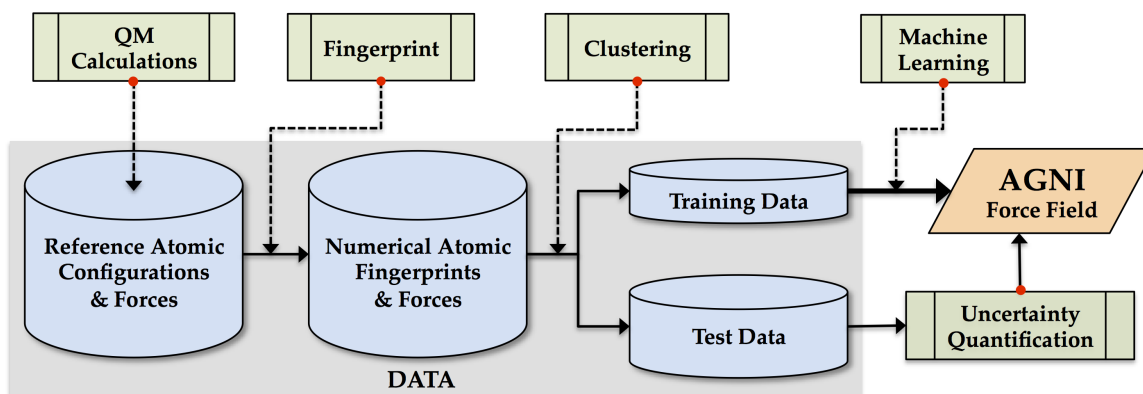 QM
Calculations
Fingerprint
Clustering
Machine
Learning
Reference Atomic
Configurations
& Forces
Numerical Atomic
Fingerprints
& Forces
Training Data
Test Data
AGNI
Force Field
Uncertainty
Quantification
DATA